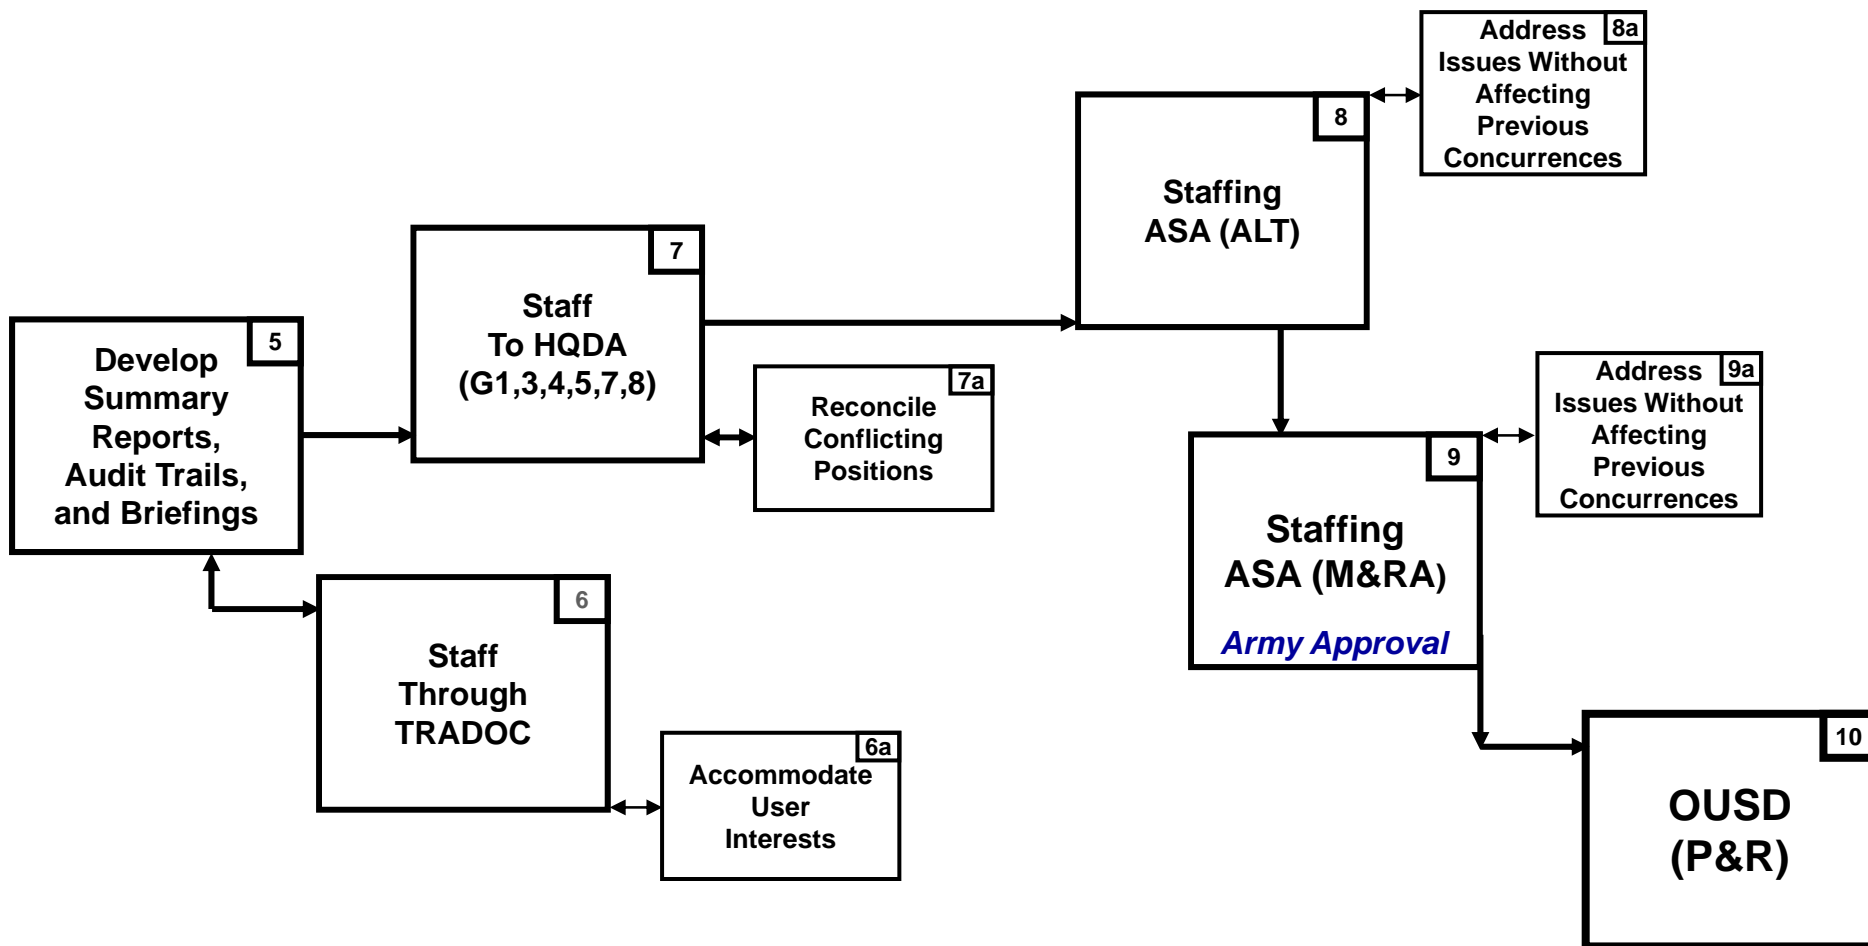 5
Develop
Summary
Reports,
Audit Trails,
and Briefings
6
Staff
Through
TRADOC
6a
Accommodate
User
Interests
7
Staff
To HQDA
(G1,3,4,5,7,8)
7a
Reconcile
Conflicting
Positions
8
Staffing
ASA (ALT)
8a
Address
Issues Without
Affecting
Previous
Concurrences
9
Staffing
ASA (M&RA)
Army Approval
9a
Address
Issues Without
Affecting
Previous
Concurrences
10
OUSD
(P&R)